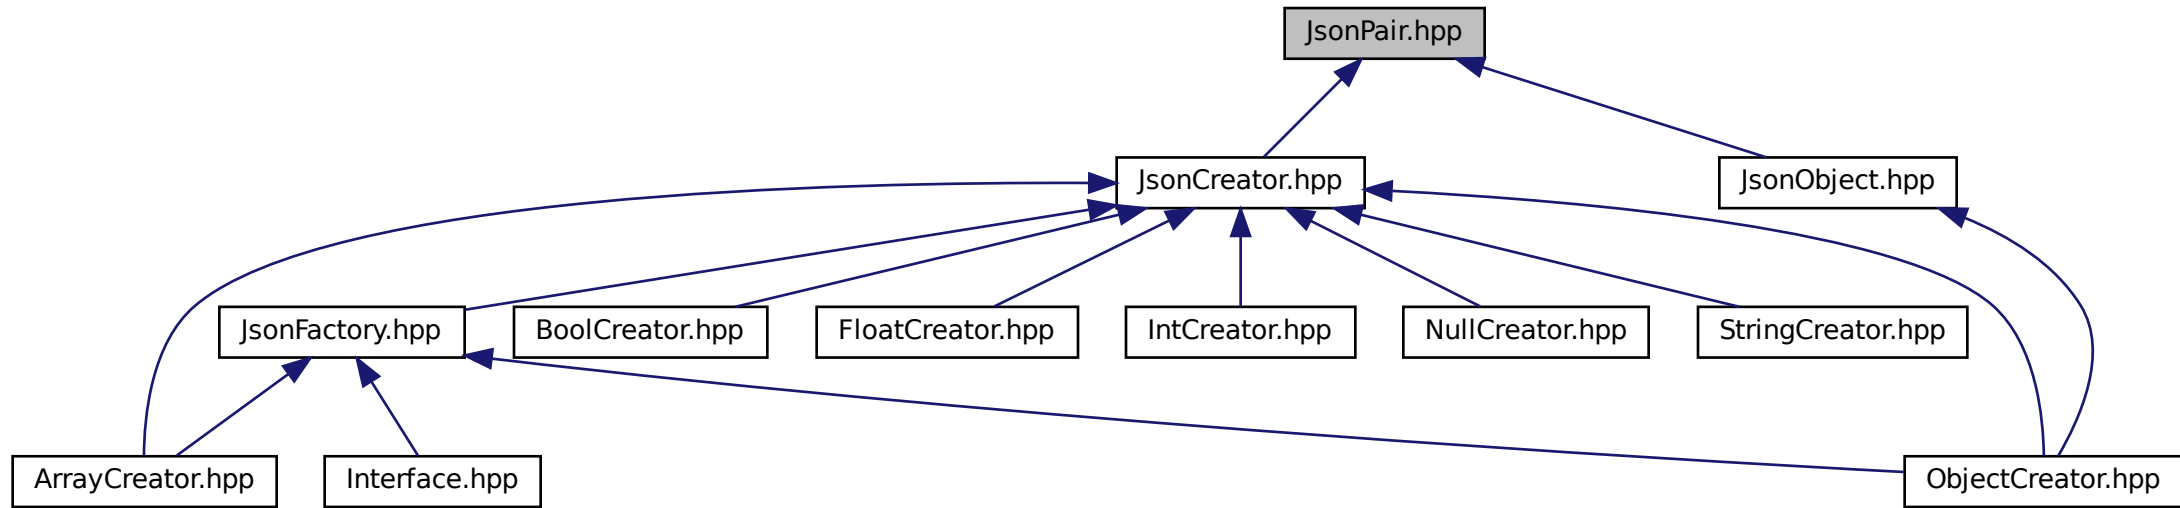 JsonPair.hpp
JsonCreator.hpp
JsonObject.hpp
JsonFactory.hpp
BoolCreator.hpp
FloatCreator.hpp
IntCreator.hpp
NullCreator.hpp
StringCreator.hpp
ArrayCreator.hpp
Interface.hpp
ObjectCreator.hpp